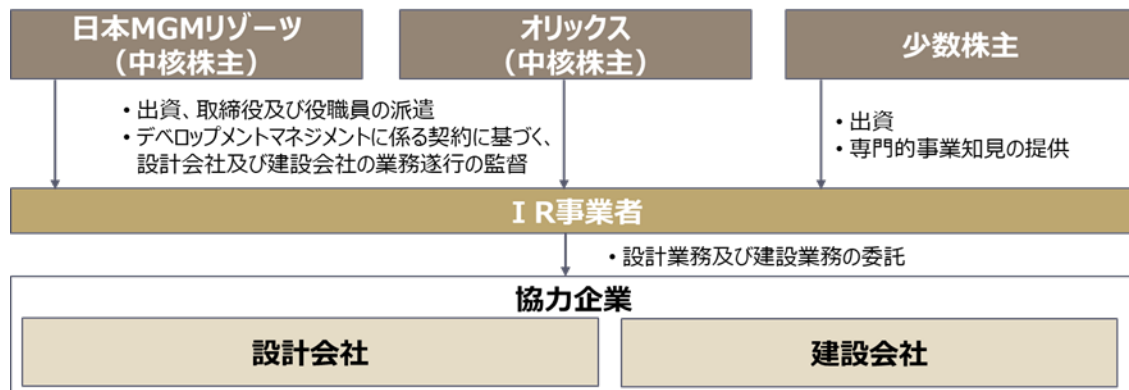 日本MGMリゾーツ
（中核株主）
オリックス
（中核株主）
少数株主
• 出資、取締役及び役職員の派遣
• デベロップメントマネジメントに係る契約に基づく、
設計会社及び建設会社の業務遂行の監督
• 出資
• 専門的事業知見の提供
ＩＲ事業者
• 設計業務及び建設業務の委託
協力企業
設計会社
建設会社